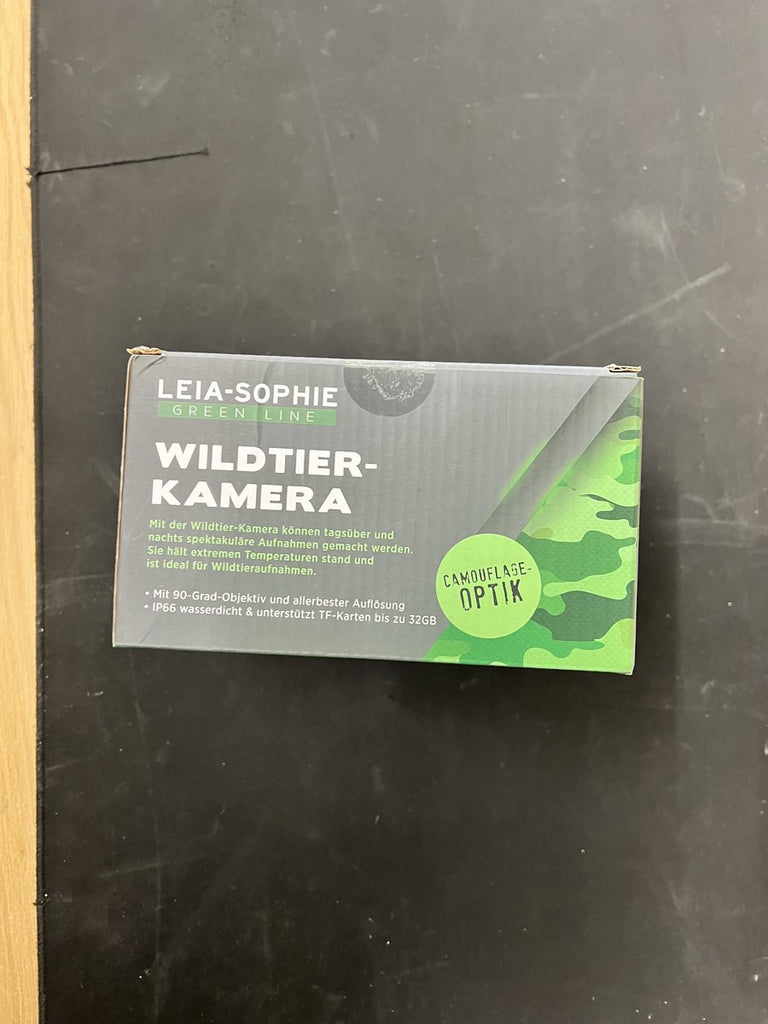 LEIA-SOPHIE
GREEN LINE
WILDTIER-
KAMERA
Mit der Wildtier-Kamera können tagsüber und
nachts spektakuläre Aufnahmen gemacht werden.
Sie hält extremen Temperaturen stand und
ist ideal für Wildtieraufnahmen.
• Mit 90-Grad-Objektiv und allerbester Auflösung
• IP66 wasserdicht & unterstützt TF-Karten bis zu 32GB
CAMOUFLAGE-
OPTIK